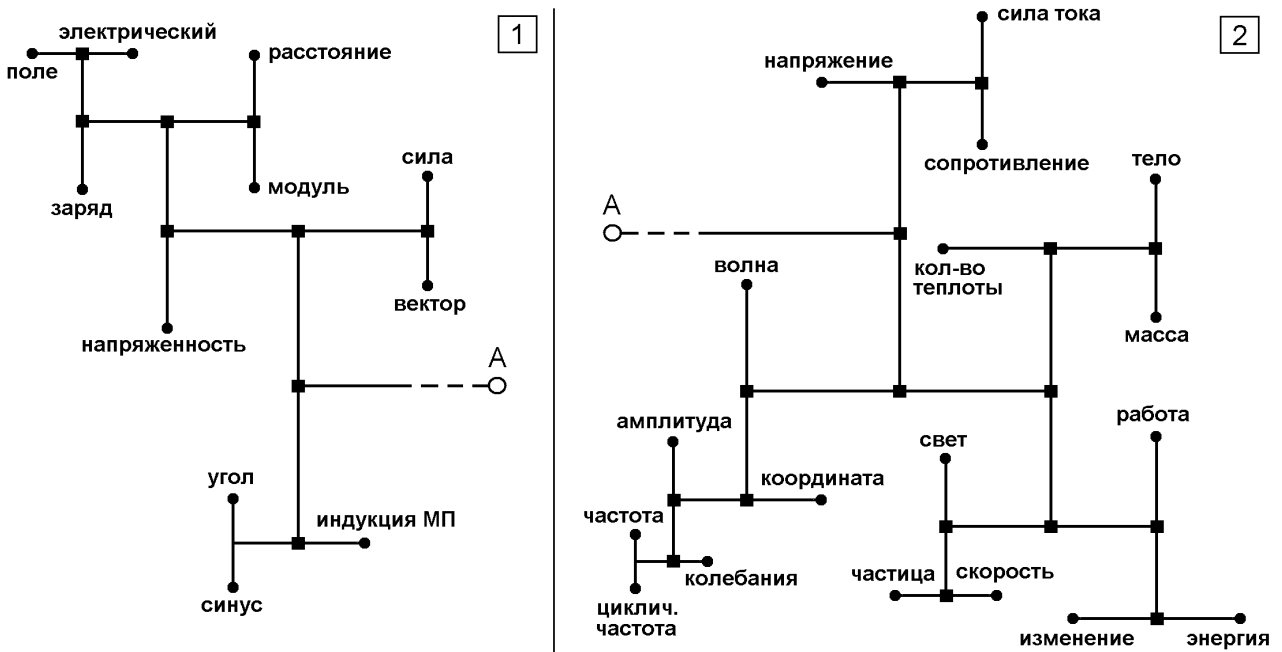 1
электрический
поле
расстояние
заряд
модуль
сила
вектор
напряженность
А
угол
индукция МП
синус
2
сила тока
напряжение
сопротивление
тело
А
волна
кол-во
теплоты
масса
амплитуда
свет
работа
координата
частота
колебания
частица
скорость
циклич.
частота
изменение
энергия